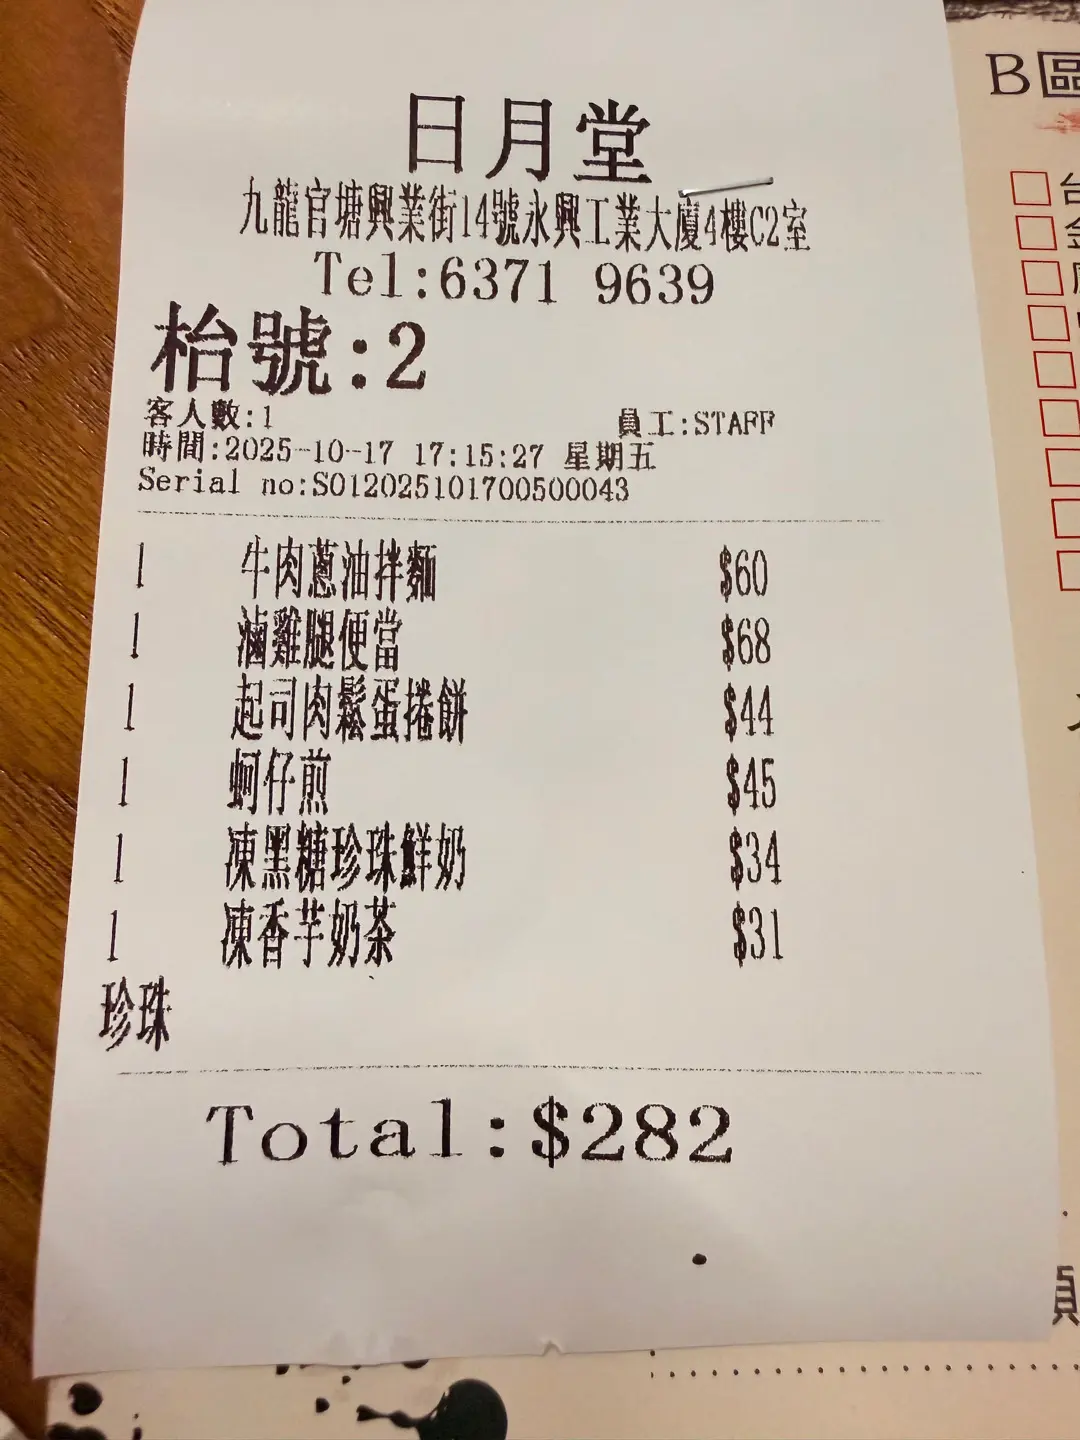 日月堂
九龍官塘興業街14號永興工業大廈4樓C2室
Tel:6371 9639
枱號:2
客人數:1 員工:STAFF
時間:2025-10-17 17:15:27 星期五
Serial no:S012025101700500043
1 牛肉蔥油拌麵 $60
1 滷雞腿便當 $68
1 起司肉鬆蛋捲餅 $44
1 蚵仔煎 $45
1 凍黑糖珍珠鮮奶 $34
1 凍香芋奶茶 $31
珍珠
Total:$282
B區